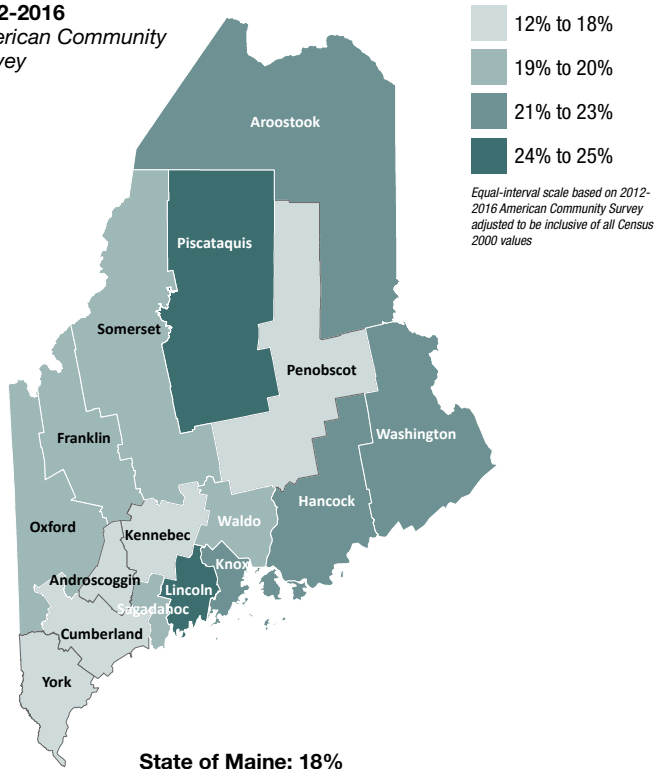 2-2016
erican Community
vey
12% to 18%
19% to 20%
21% to 23%
24% to 25%
Equal-interval scale based on 2012-
2016 American Community Survey
adjusted to be inclusive of all Census
2000 values
Aroostook
Piscataquis
Somerset
Penobscot
Franklin
Washington
Hancock
Oxford
Kennebec
Waldo
Knox
Androscoggin
Lincoln
Sagadahoc
Cumberland
York
State of Maine: 18%